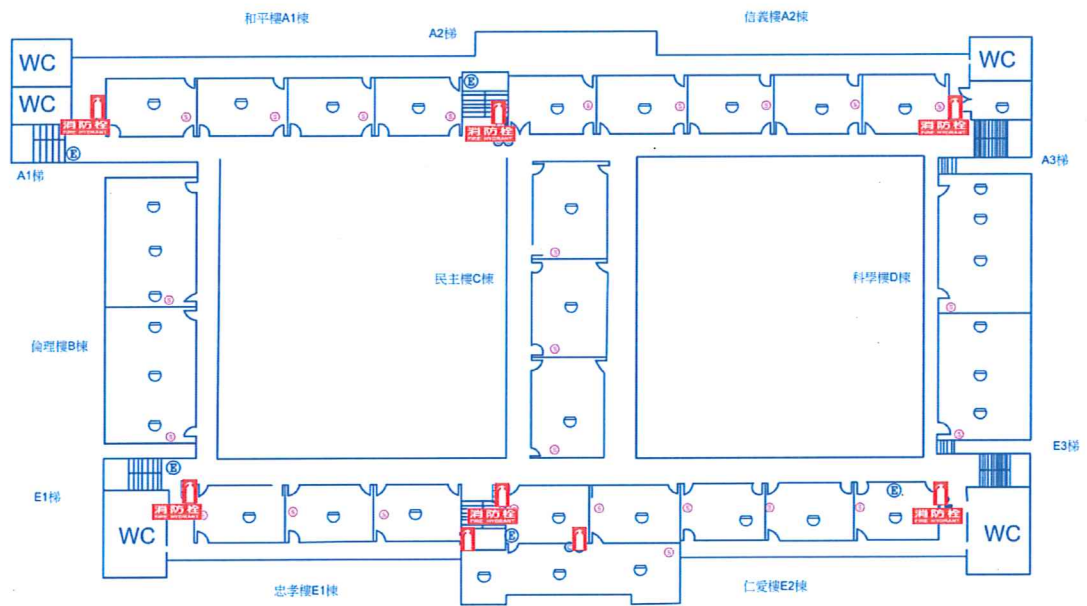 和平樓A1棟
信義樓A2棟
A2梯
WC
WC
WC
E
消防栓
FIRE HYDRANT
消防栓
FIRE HYDRANT
消防栓
FIRE HYDRANT
E
A1梯
A3梯
民主樓C棟
科學樓D棟
倫理樓B棟
E3梯
E
E1梯
E
消防栓
FIRE HYDRANT
消防栓
FIRE HYDRANT
消防栓
FIRE HYDRANT
WC
E
WC
忠孝樓E1棟
仁愛樓E2棟